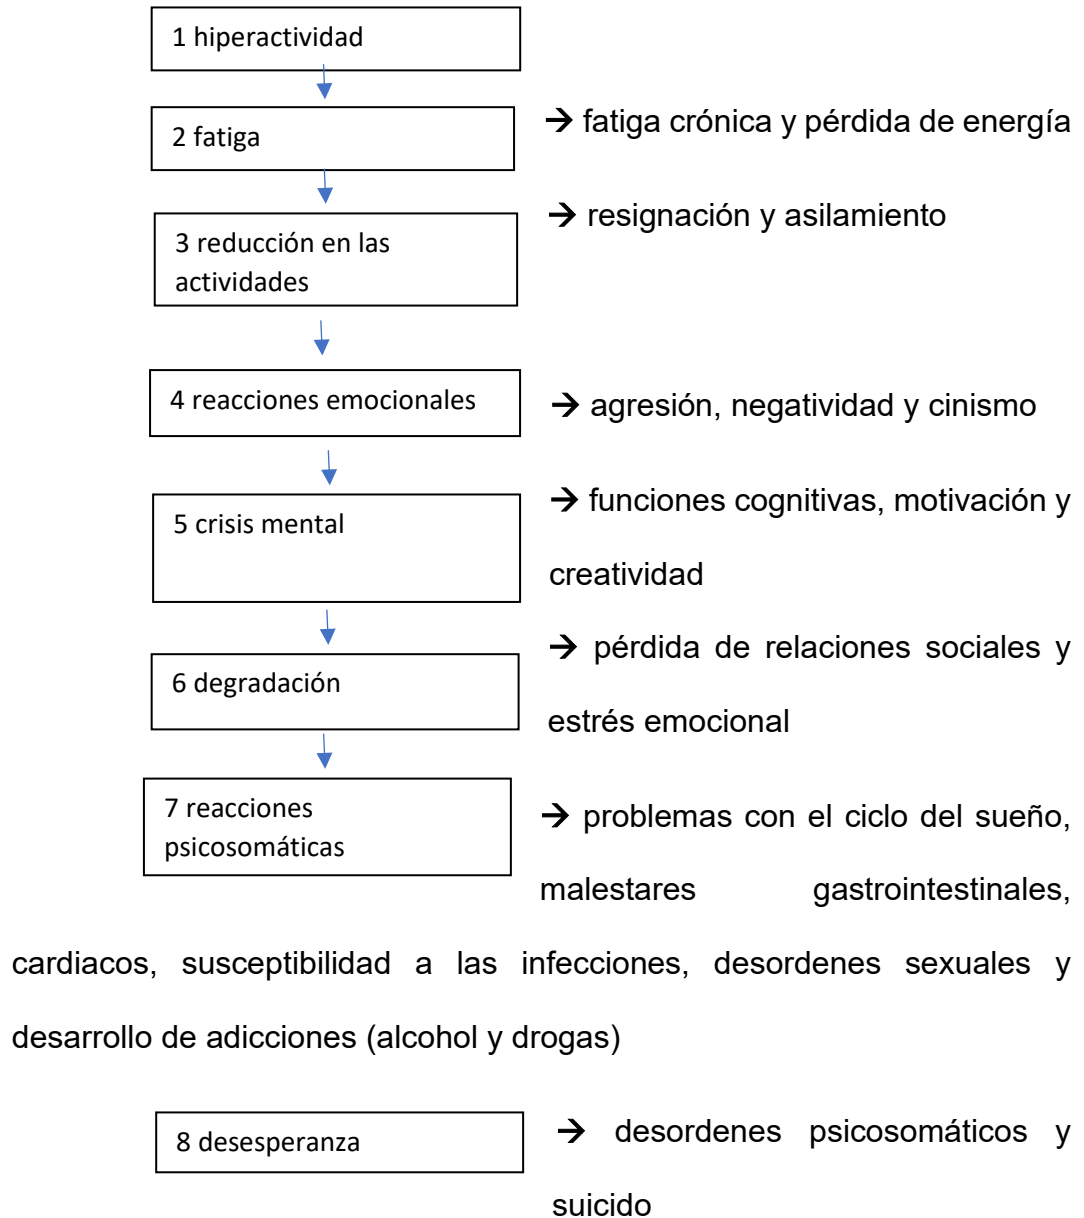 1 hiperactividad
2 fatiga
→ fatiga crónica y pérdida de energía
3 reducción en las
actividades
→ resignación y asilamiento
4 reacciones emocionales
→ agresión, negatividad y cinismo
5 crisis mental
→ funciones cognitivas, motivación y
creatividad
6 degradación
→ pérdida de relaciones sociales y
estrés emocional
7 reacciones
psicosomáticas
→ problemas con el ciclo del sueño,
malestares gastrointestinales,
cardiacos, susceptibilidad a las infecciones, desordenes sexuales y
desarrollo de adicciones (alcohol y drogas)
8 desesperanza
→ desordenes psicosomáticos y
suicido